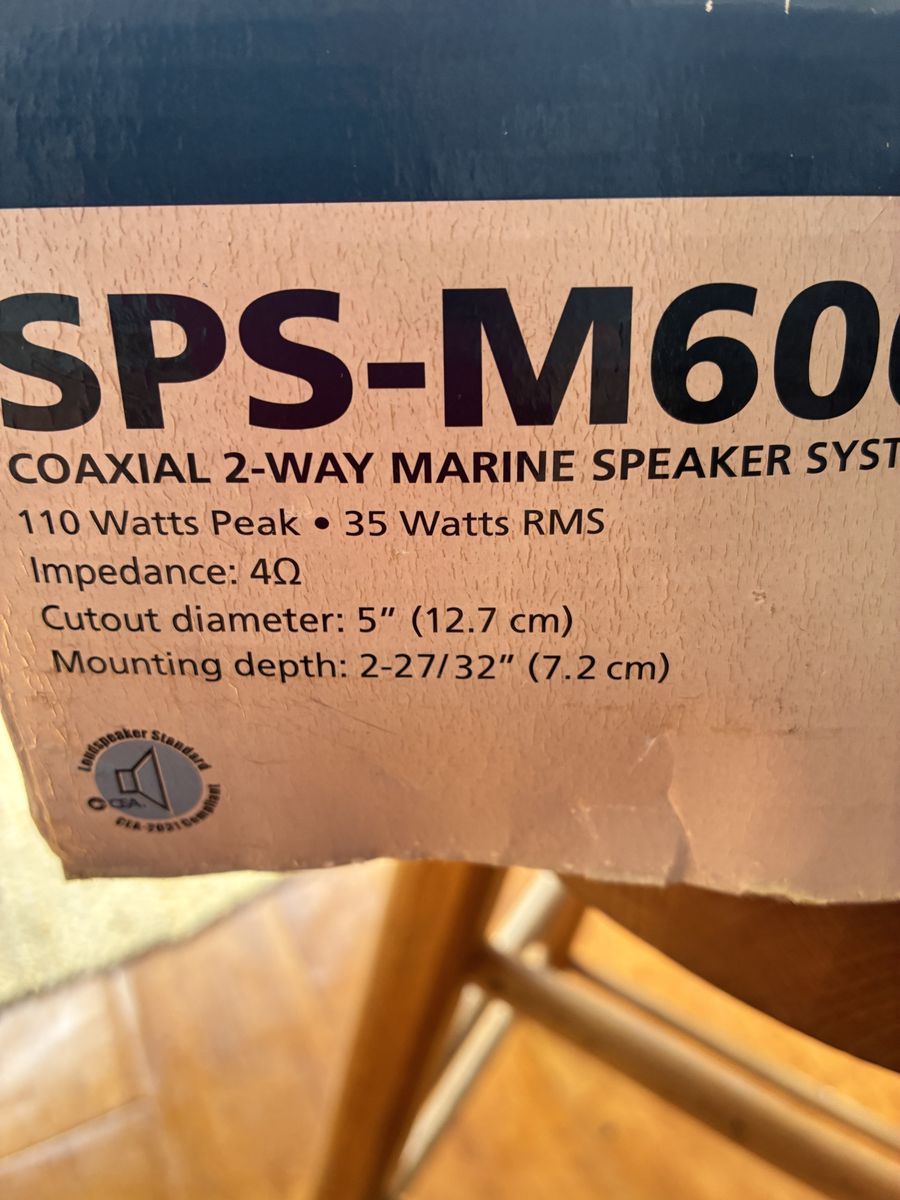 SPS-M60
COAXIAL 2-WAY MARINE SPEAKER SYST
110 Watts Peak • 35 Watts RMS
Impedance: 4Ω
Cutout diameter: 5” (12.7 cm)
Mounting depth: 2-27/32” (7.2 cm)
Loudspeaker Standard
CEA
CEA-2031 Compliant